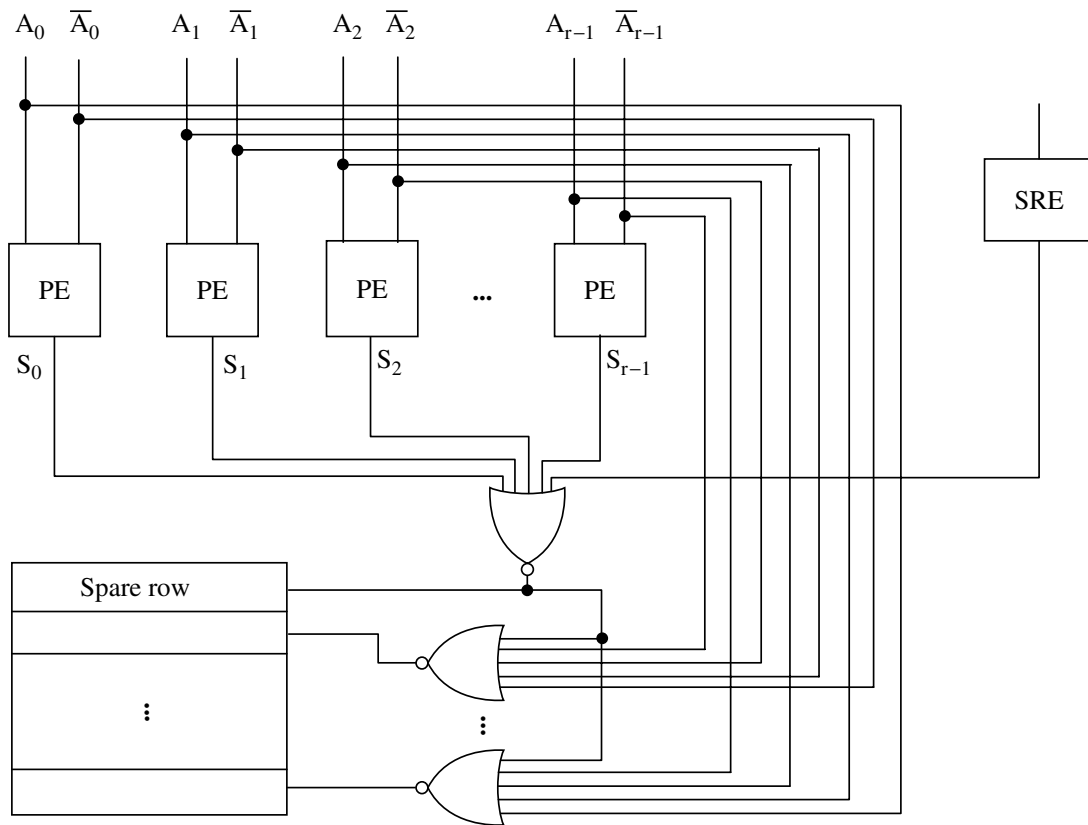 A₀ A̅₀ A₁ A̅₁ A₂ A̅₂ Aᵣ₋₁ A̅ᵣ₋₁
SRE
PE PE PE ... PE
S₀ S₁ S₂ Sᵣ₋₁
Spare row
...
...